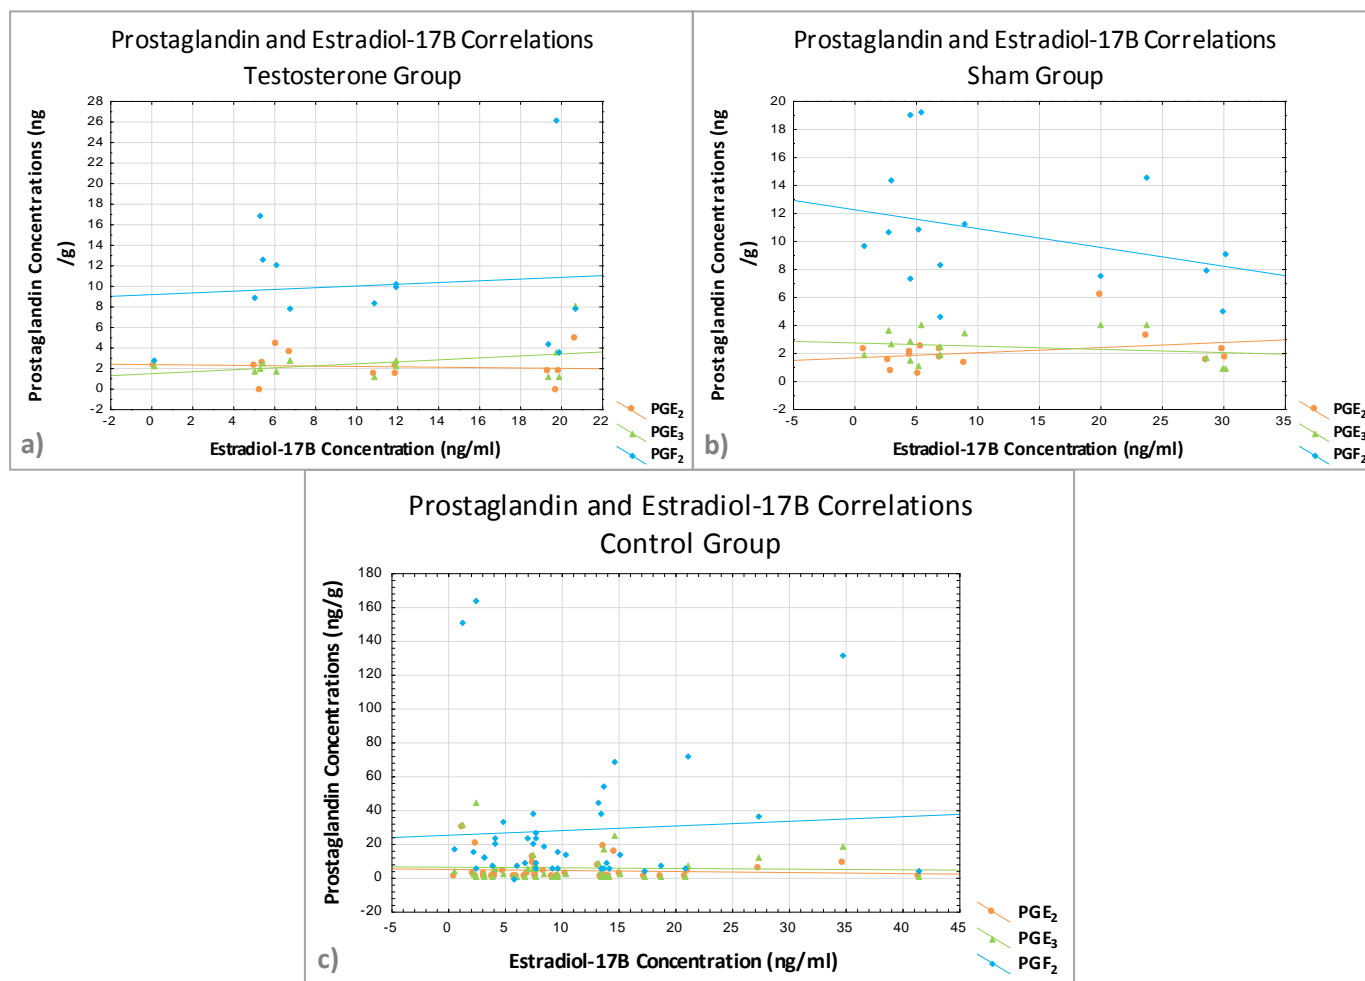 Prostaglandin and Estradiol-17B Correlations
Testosterone Group
Prostaglandin Concentrations (ng
/g)
28
26
24
22
20
18
16
14
12
10
8
6
4
2
0
-2
-2 0 2 4 6 8 10 12 14 16 18 20 22
Estradiol-17B Concentration (ng/ml)
PGE2
PGE3
PGF2
a)
Prostaglandin and Estradiol-17B Correlations
Sham Group
Prostaglandin Concentrations (ng
/g)
20
18
16
14
12
10
8
6
4
2
0
-2
-5 0 5 10 15 20 25 30 35
Estradiol-17B Concentration (ng/ml)
PGE2
PGE3
PGF2
b)
Prostaglandin and Estradiol-17B Correlations
Control Group
Prostaglandin Concentrations (ng/g)
180
160
140
120
100
80
60
40
20
0
-20
-5 0 5 10 15 20 25 30 35 40 45
Estradiol-17B Concentration (ng/ml)
PGE2
PGE3
PGF2
c)